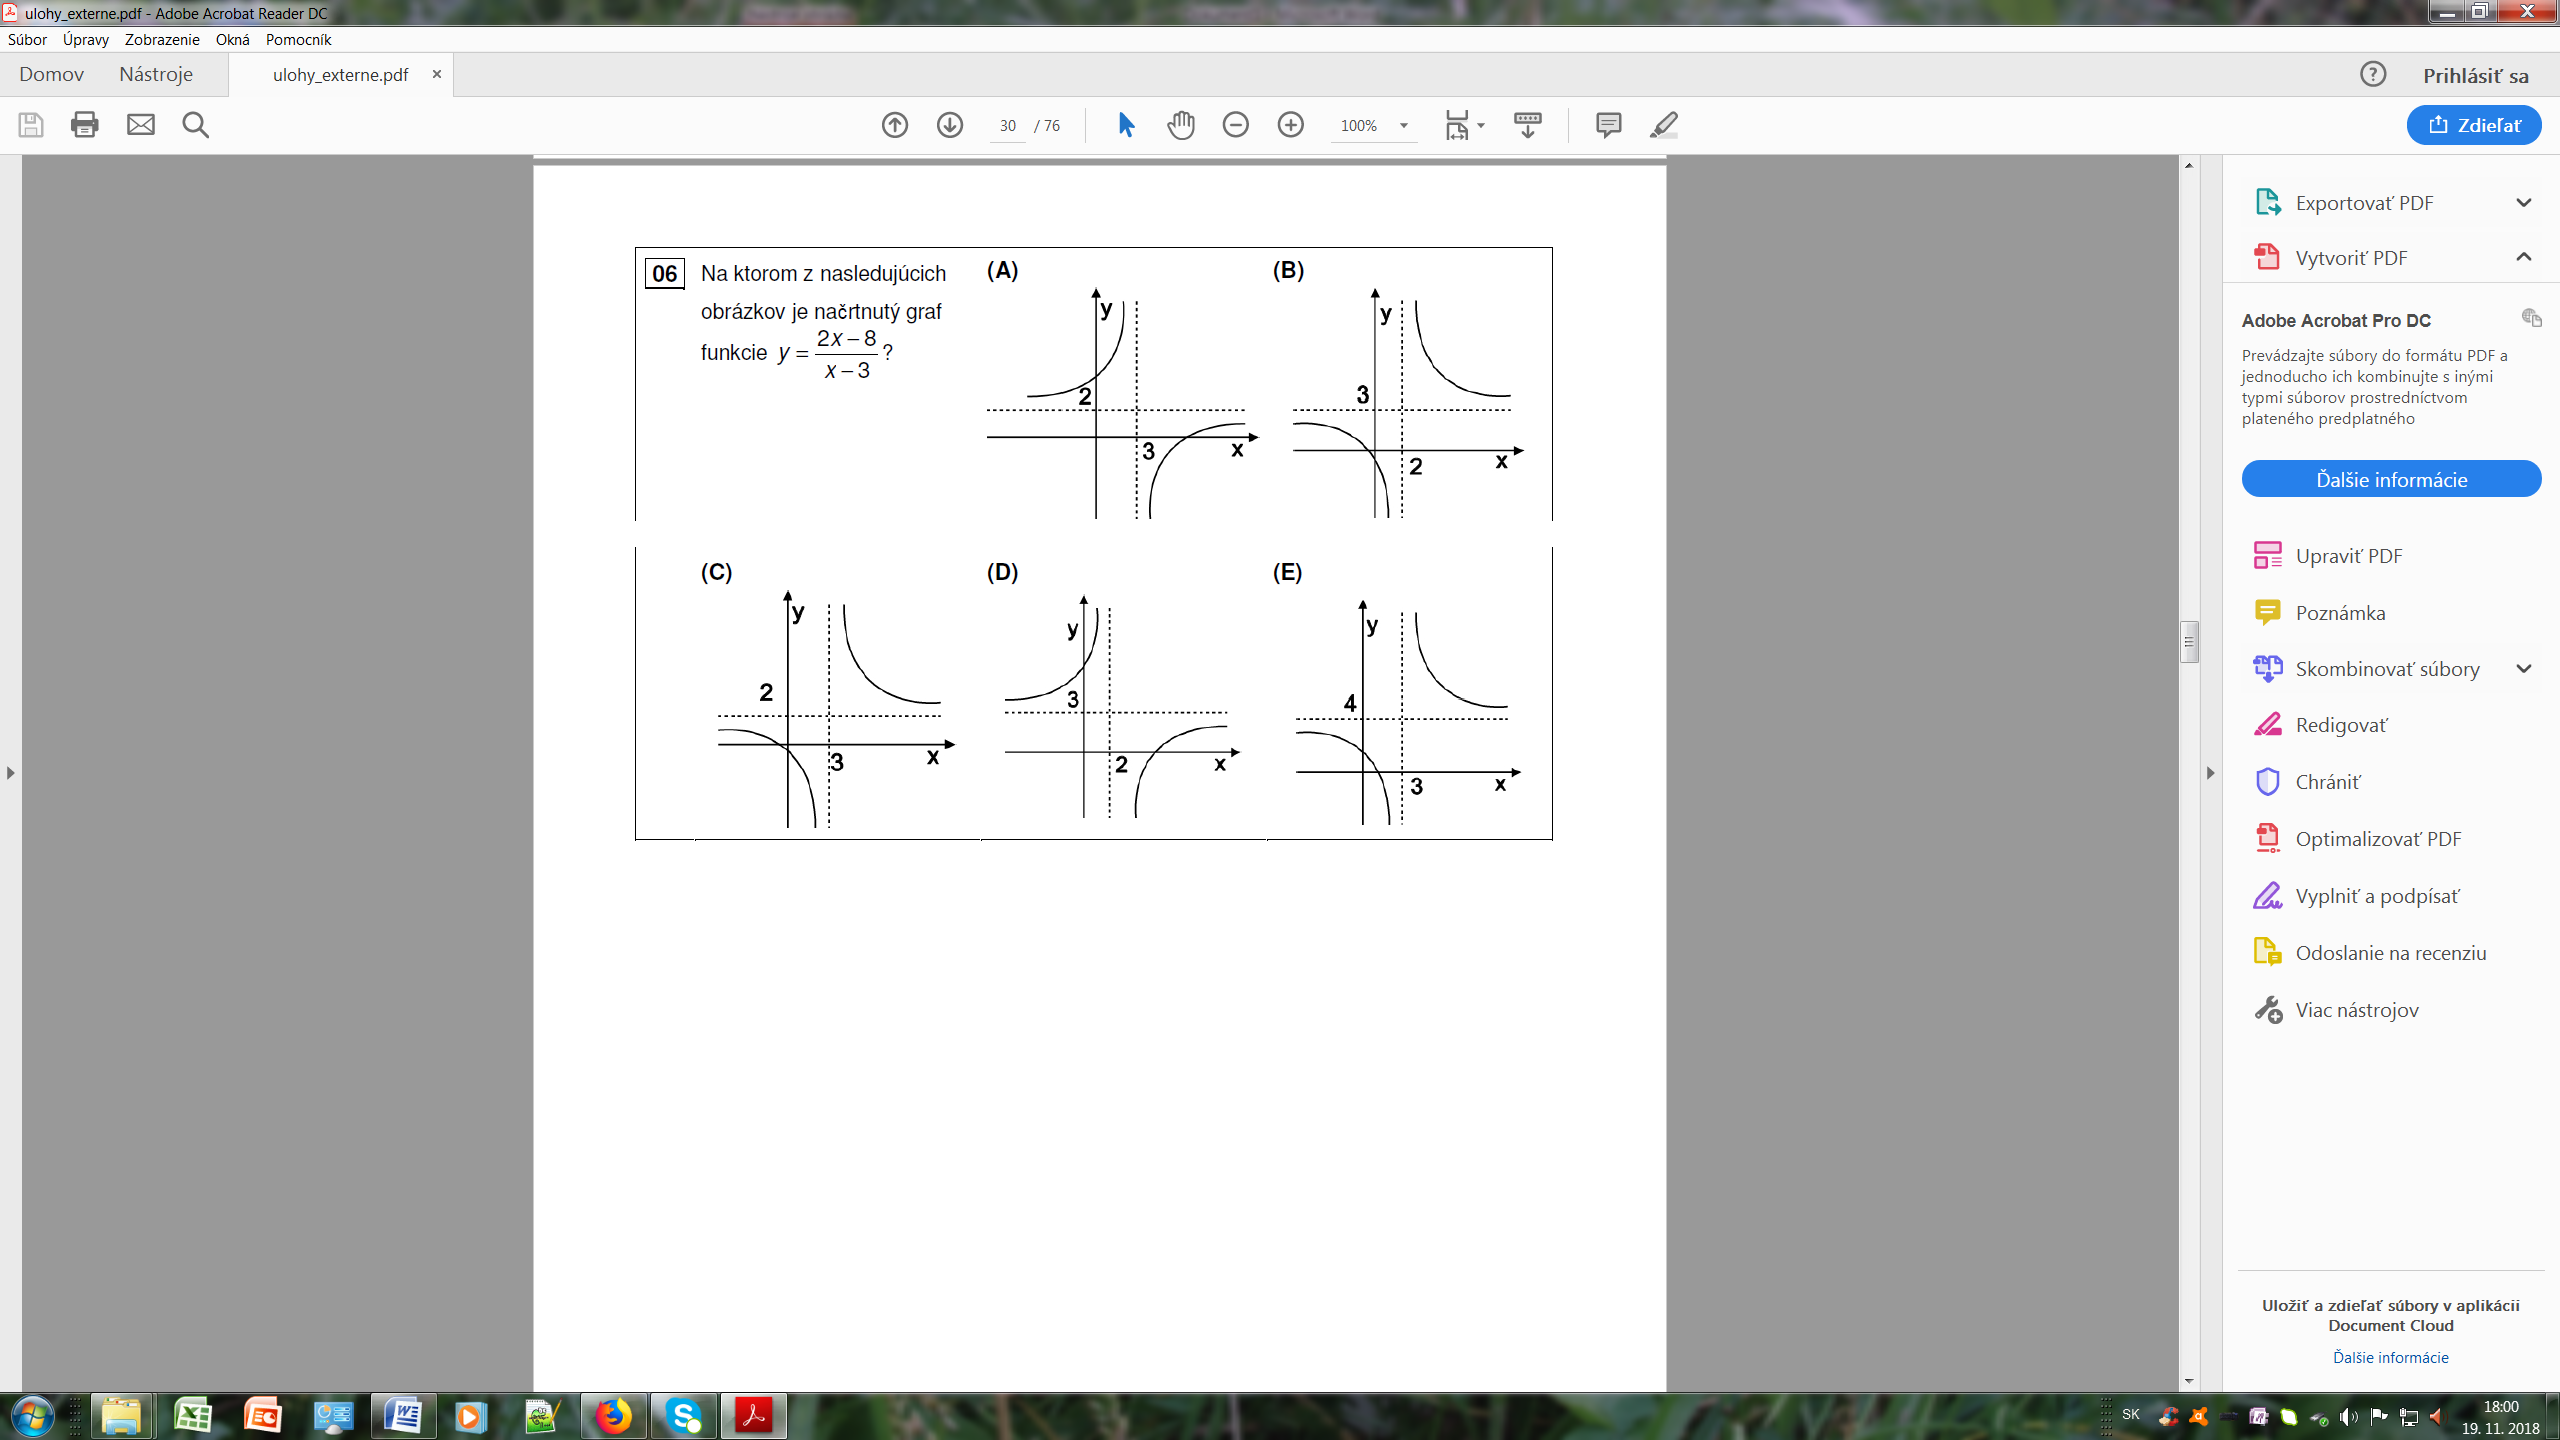 ulohy_externe.pdf - Adobe Acrobat Reader DC
Súbor Úpravy Zobrazenie Okná Pomocník
Domov Nástroje ulohy_externe.pdf × Prihlásiť sa
30 / 76 100% Zdieľať
06 Na ktorom z nasledujúcich
obrázkov je načrtnutý graf
funkcie y = (2x – 8)/(x – 3) ?
(A)
y
2
3
x
(B)
y
3
2
x
(C)
y
2
3
x
(D)
y
3
2
x
(E)
y
4
3
x
Exportovať PDF
Vytvoriť PDF
Adobe Acrobat Pro DC
Prevádzajte súbory do formátu PDF a
jednoducho ich kombinujte s inými
typmi súborov prostredníctvom
plateného predplatného
Ďalšie informácie
Upraviť PDF
Poznámka
Skombinovať súbory
Redigovať
Chrániť
Optimalizovať PDF
Vyplniť a podpísať
Odoslanie na recenziu
Viac nástrojov
Uložiť a zdieľať súbory v aplikácii
Document Cloud
Ďalšie informácie
SK
18:00
19. 11. 2018